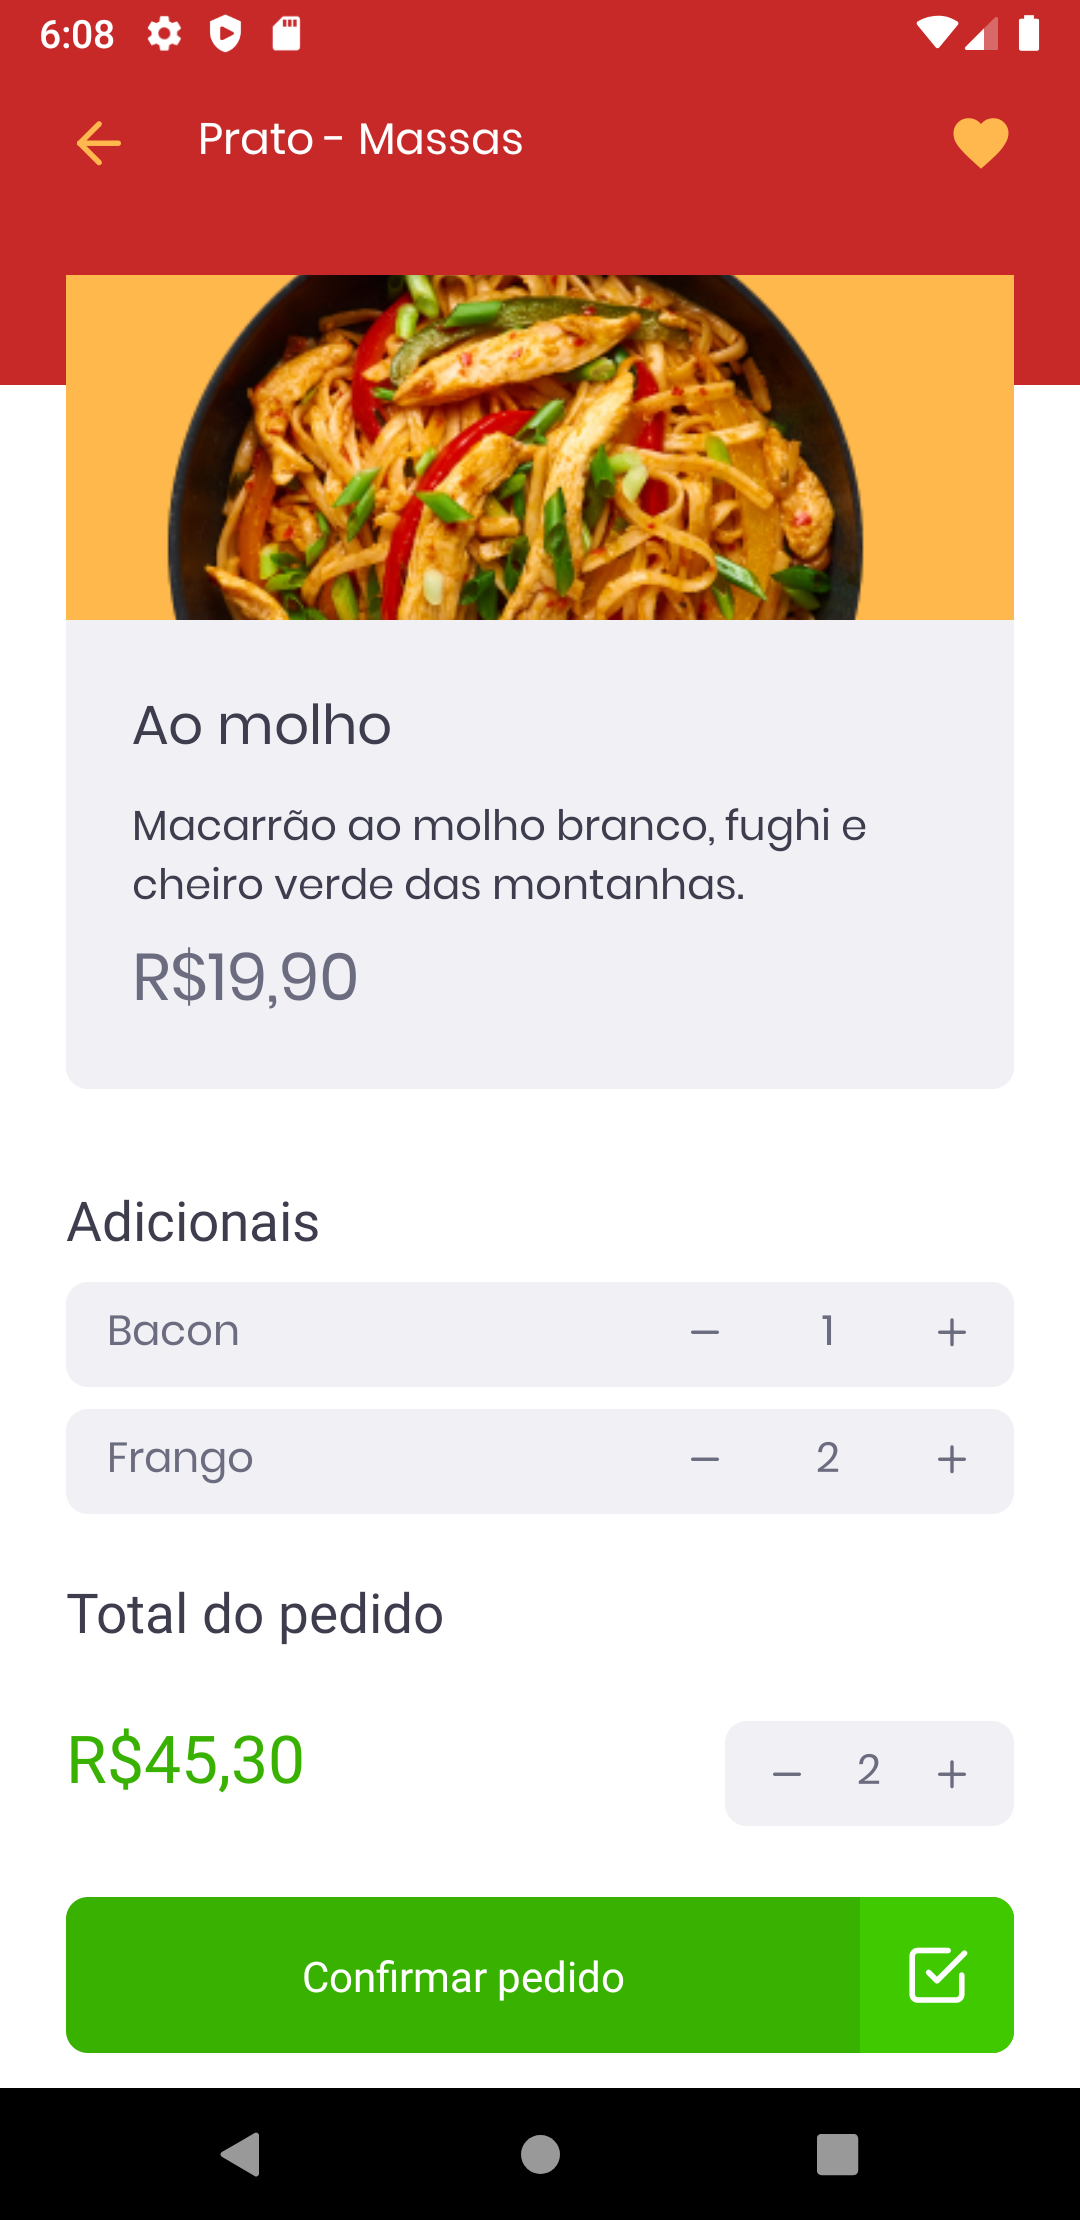 6:08
Prato - Massas
Ao molho
Macarrão ao molho branco, fughi e
cheiro verde das montanhas.
R$19,90
Adicionais
Bacon 1
Frango 2
Total do pedido
R$45,30 2
Confirmar pedido